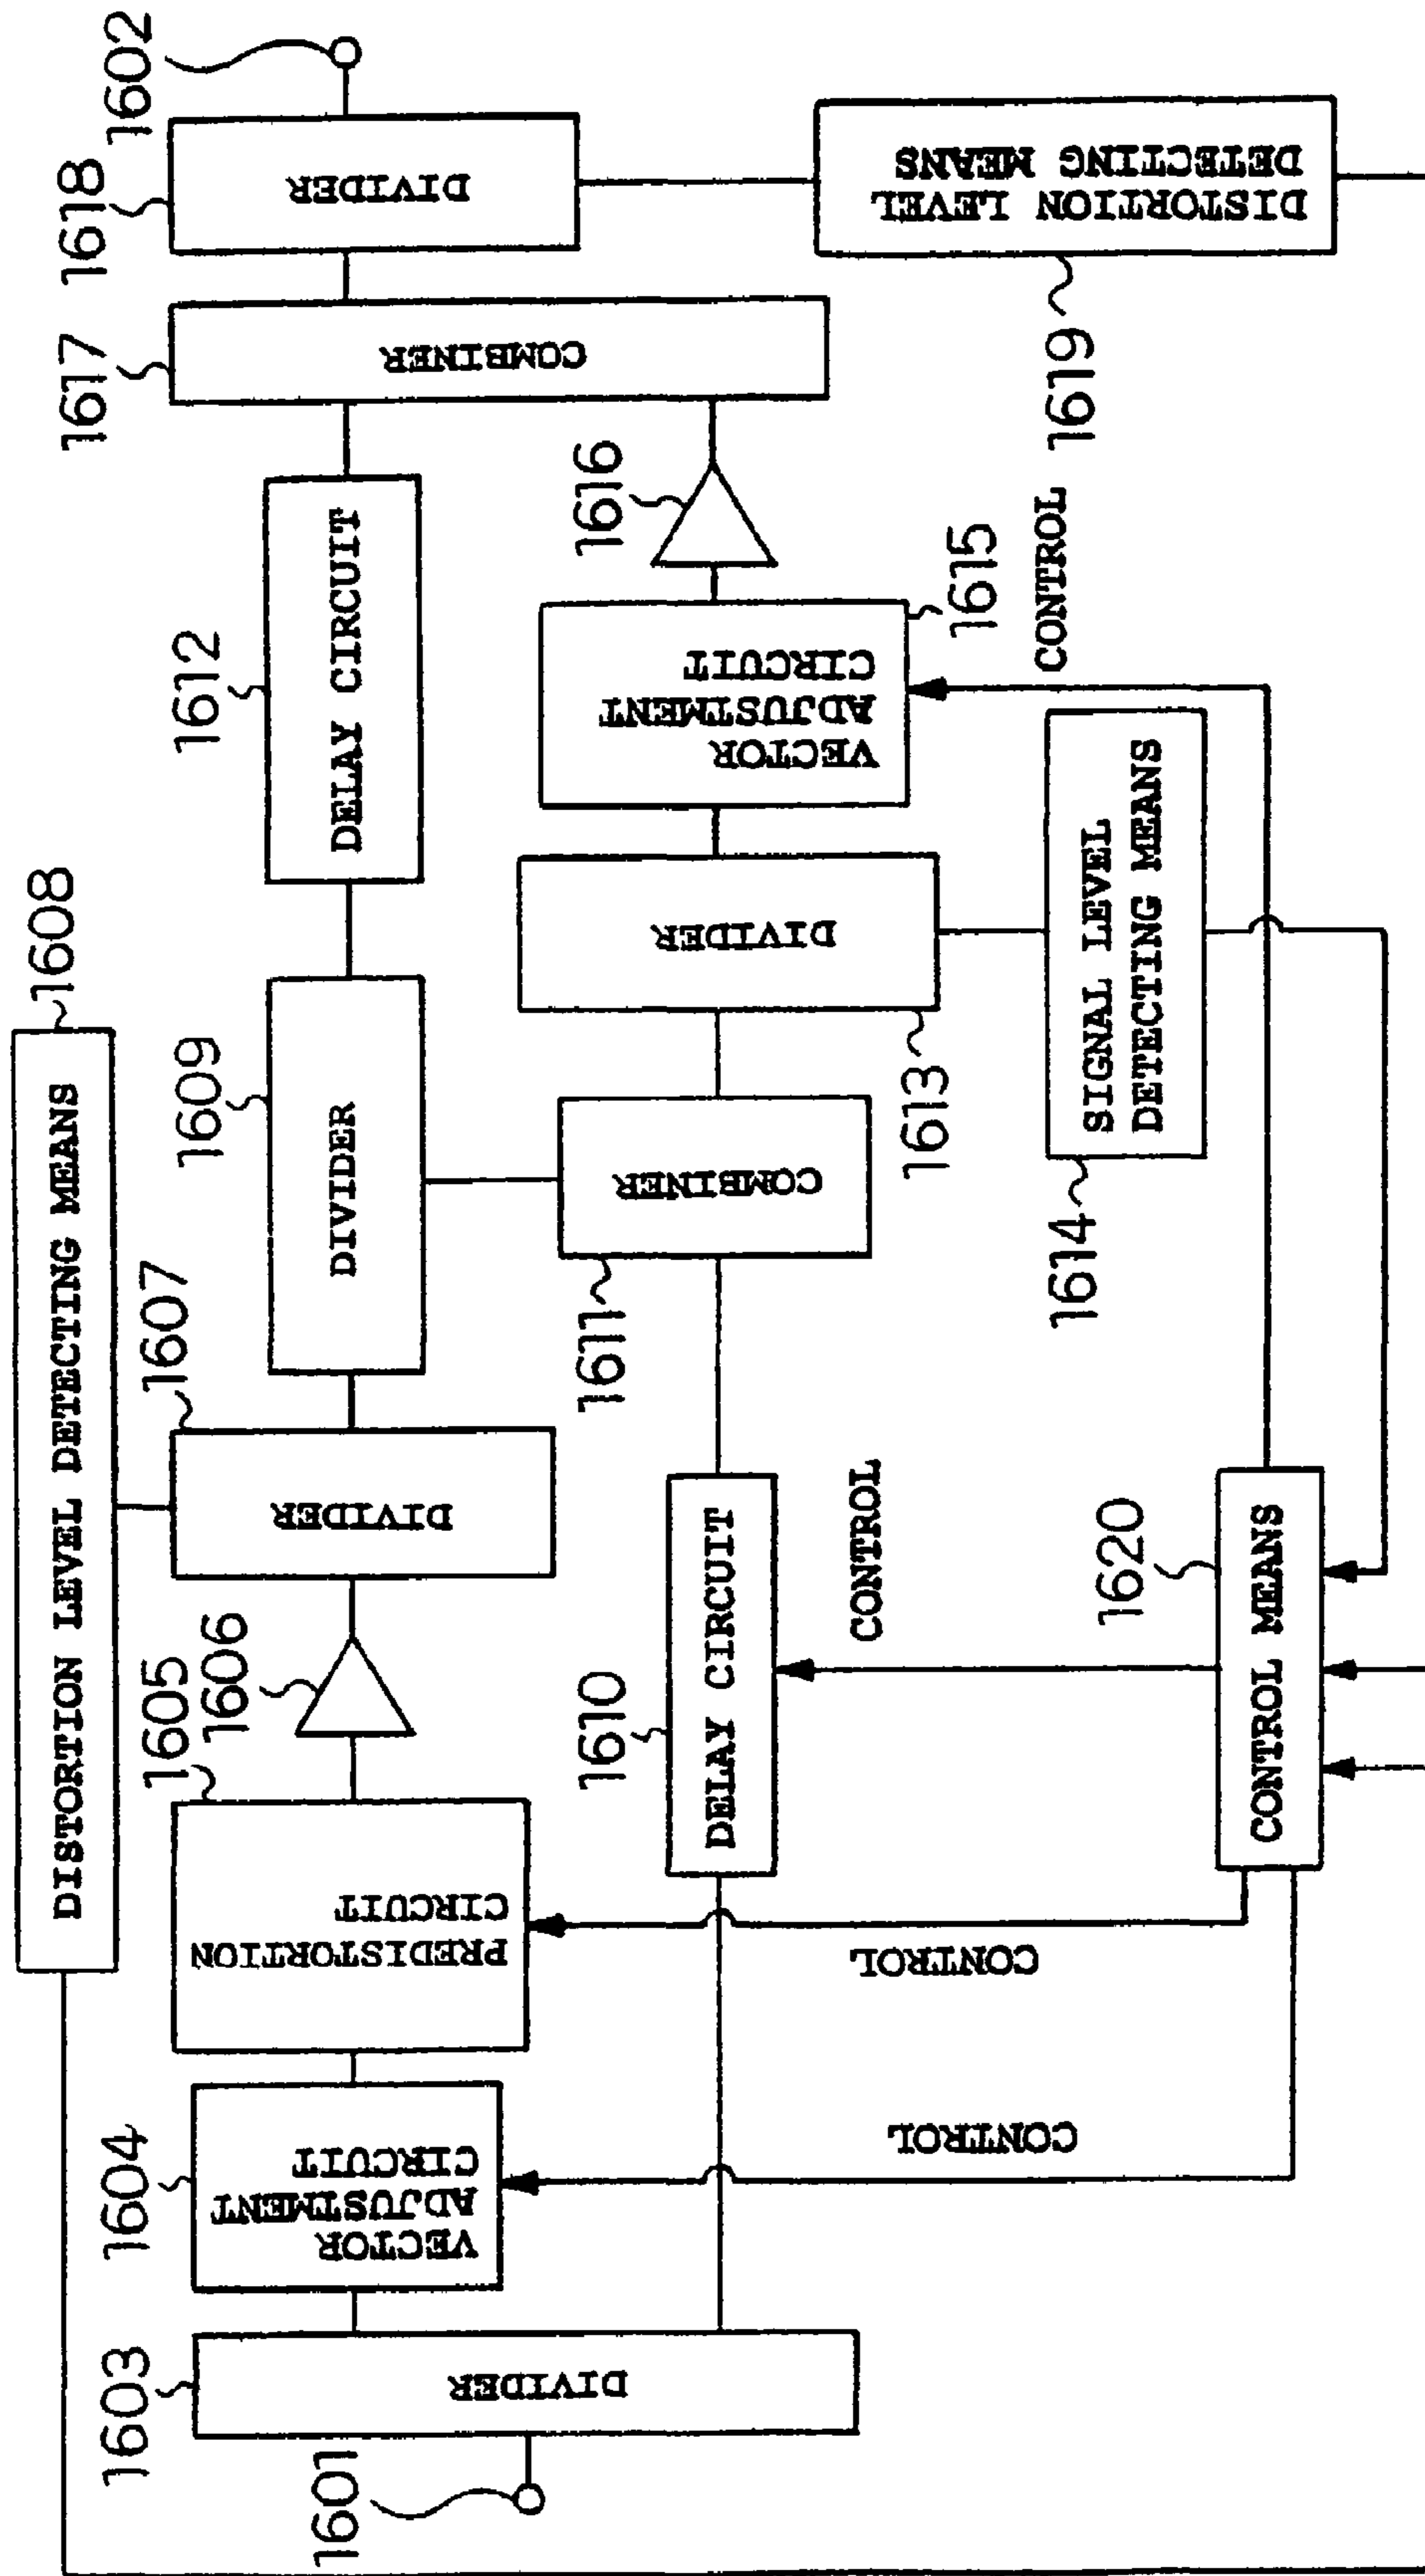 1608
DISTORTION LEVEL DETECTING MEANS
1601
1603
DIVIDER
1604
VECTOR
ADJUSTMENT
CIRCUIT
1605
PREDISTORTION
CIRCUIT
1606
1607
DIVIDER
1609
DIVIDER
1612
DELAY CIRCUIT
1617
COMBINER
1618
DIVIDER
1602
1610
DELAY CIRCUIT
1611
COMBINER
1613
DIVIDER
1615
VECTOR
ADJUSTMENT
CIRCUIT
1616
1614
SIGNAL LEVEL
DETECTING MEANS
1619
DISTORTION LEVEL
DETECTING MEANS
CONTROL
CONTROL
CONTROL
CONTROL
1620
CONTROL MEANS